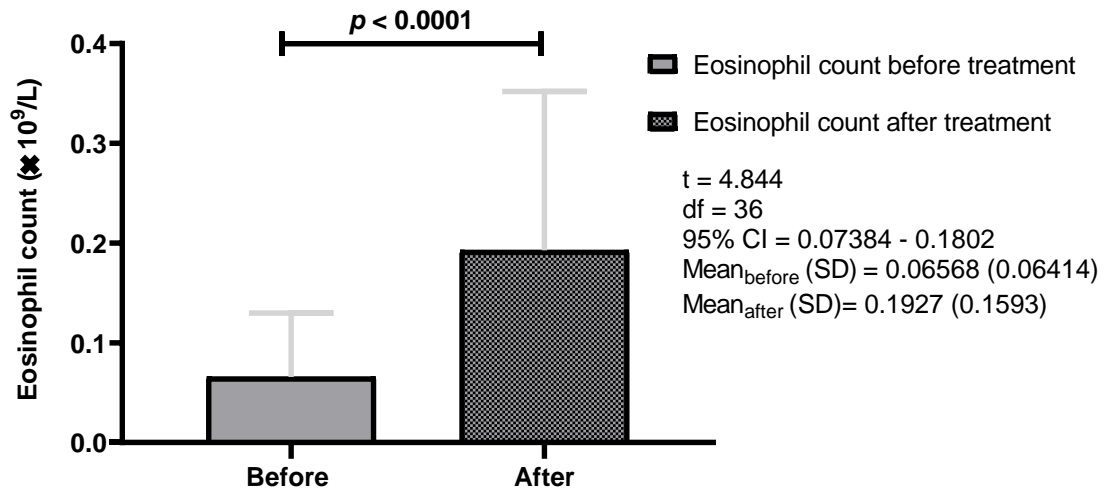 p < 0.0001
0.4
0.3
0.2
0.1
0.0
Eosinophil count (✖10⁹/L)
Before
After
Eosinophil count before treatment
Eosinophil count after treatment
t = 4.844
df = 36
95% CI = 0.07384 - 0.1802
Meanbefore (SD) = 0.06568 (0.06414)
Meanafter (SD)= 0.1927 (0.1593)